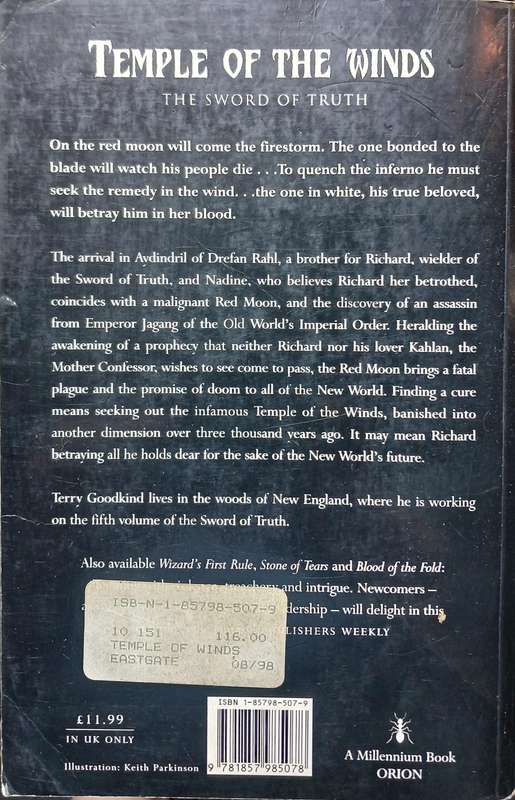 TEMPLE OF THE WINDS
THE SWORD OF TRUTH
On the red moon will come the firestorm. The one bonded to the
blade will watch his people die . . .To quench the inferno he must
seek the remedy in the wind. . .the one in white, his true beloved,
will betray him in her blood.
The arrival in Aydindril of Drefan Rahl, a brother for Richard, wielder of
the Sword of Truth, and Nadine, who believes Richard her betrothed,
coincides with a malignant Red Moon, and the discovery of an assassin
from Emperor Jagang of the Old World's Imperial Order. Heralding the
awakening of a prophecy that neither Richard nor his lover Kahlan, the
Mother Confessor, wishes to see come to pass, the Red Moon brings a fatal
plague and the promise of doom to all of the New World. Finding a cure
means seeking out the infamous Temple of the Winds, banished into
another dimension over three thousand years ago. It may mean Richard
betraying all he holds dear for the sake of the New World's future.
Terry Goodkind lives in the woods of New England, where he is working
on the fifth volume of the Sword of Truth.
Also available Wizard's First Rule, Stone of Tears and Blood of the Fold:
treachery and intrigue. Newcomers –
dership – will delight in this
LISHERS WEEKLY
ISB-N-1-85798-507-9
10 151 116.00
TEMPLE OF WINDS
EASTGATE 08/98
£11.99
IN UK ONLY
Illustration: Keith Parkinson
ISBN 1-85798-507-9
9 781857 985078
A Millennium Book
ORION